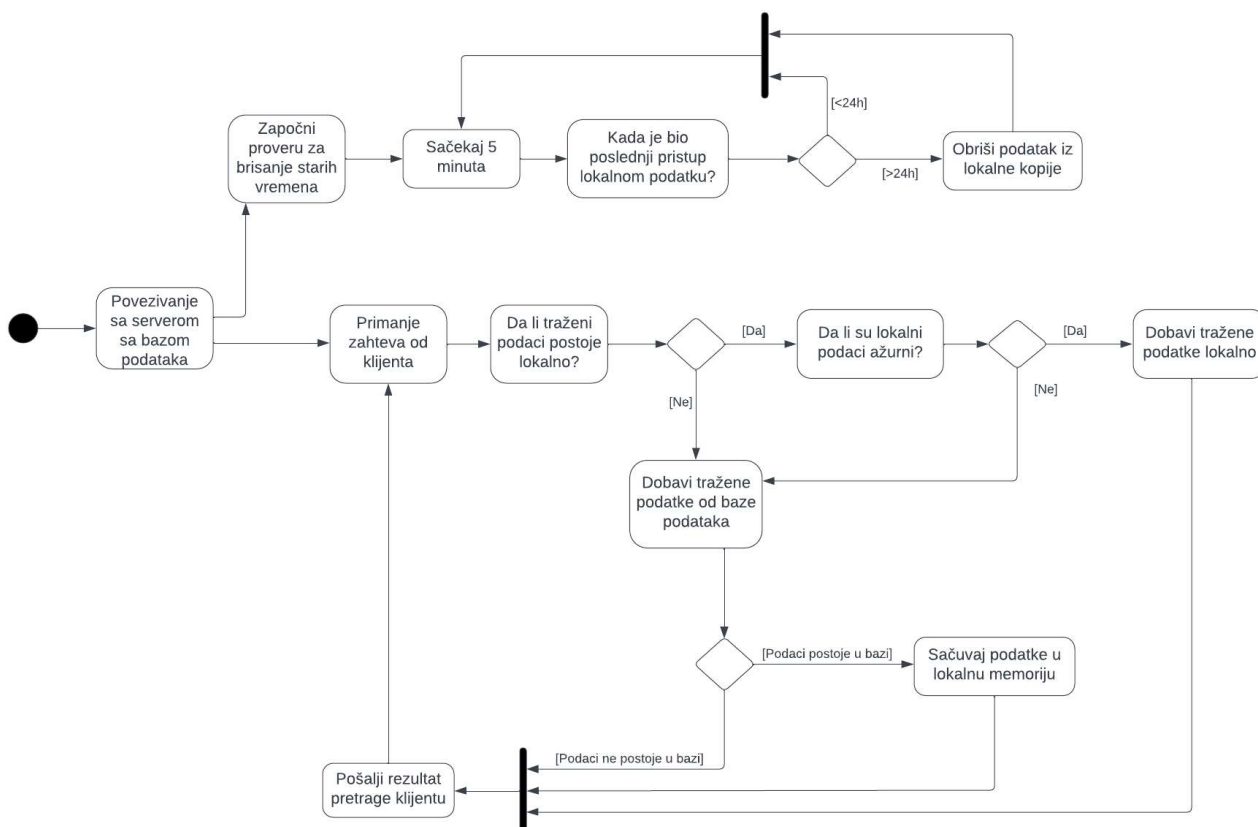 [<24h]
Započni
proveru za
brisanje starih
vremena
Sačekaj 5
minuta
Kada je bio
poslednji pristup
lokalnom podatku?
[>24h]
Obriši podatak iz
lokalne kopije
Povezivanje
sa serverom
sa bazom
podataka
Primanje
zahteva od
klijenta
Da li traženi
podaci postoje
lokalno?
[Da]
[Ne]
Da li su lokalni
podaci ažurni?
[Da]
[Ne]
Dobavi tražene
podatke lokalno
Dobavi tražene
podatke od baze
podataka
[Podaci postoje u bazi]
Sačuvaj podatke u
lokalnu memoriju
[Podaci ne postoje u bazi]
Pošalji rezultat
pretrage klijentu